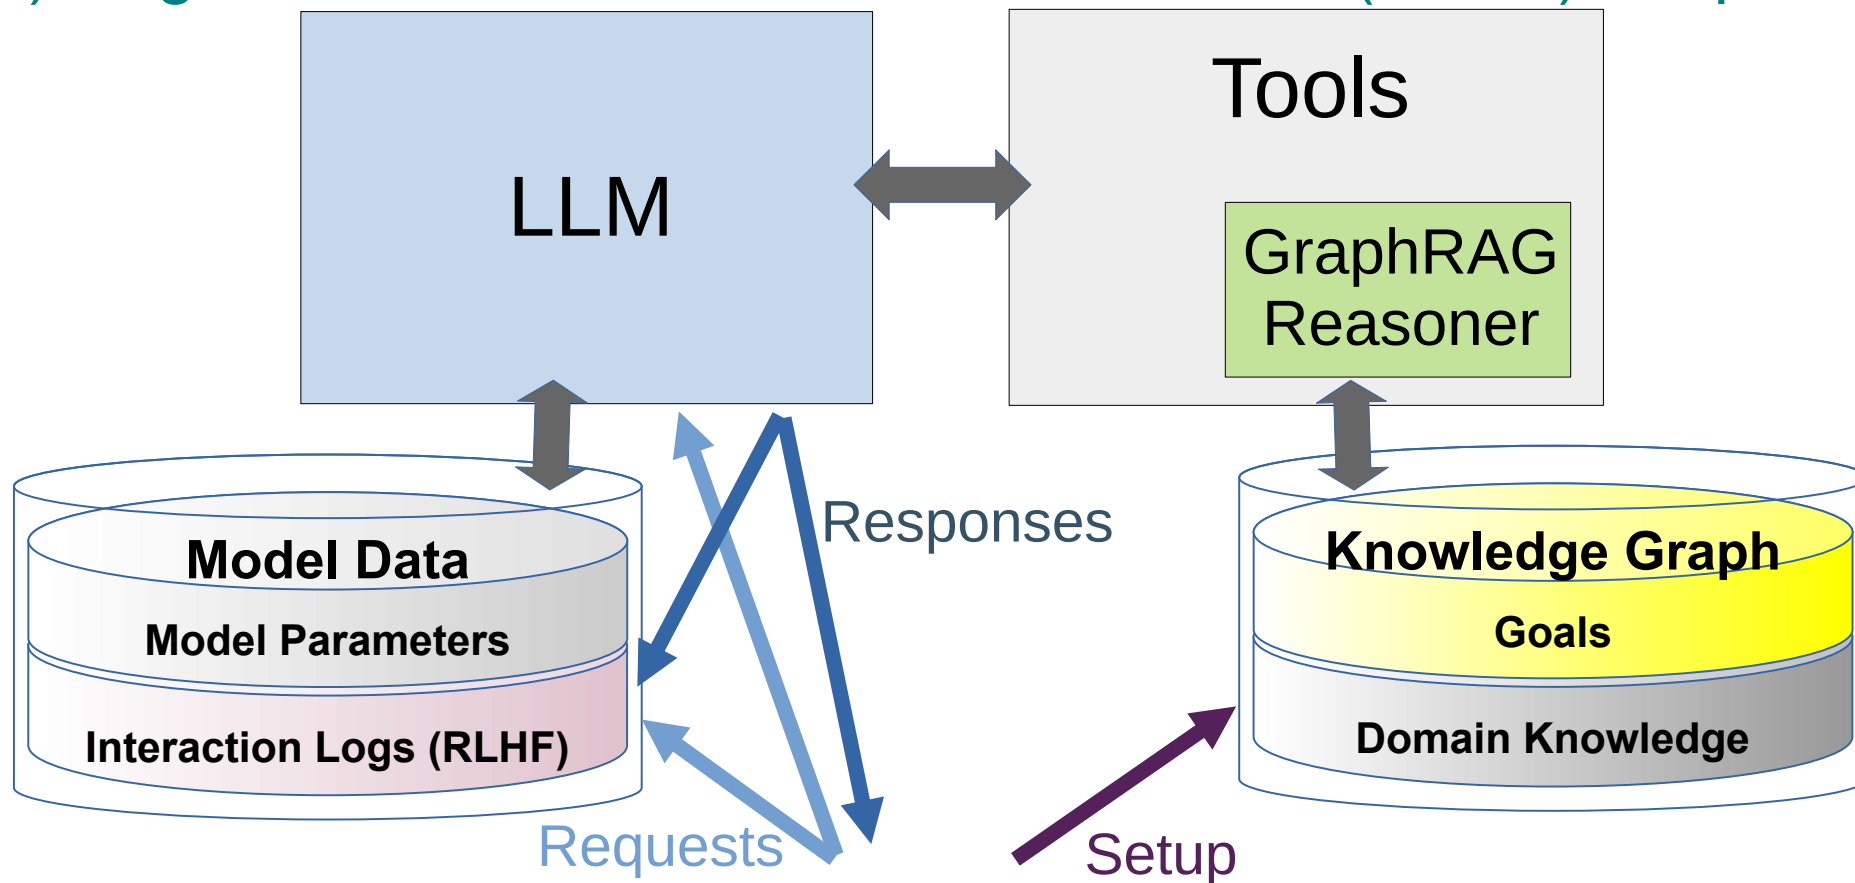 LLM
Tools
GraphRAG
Reasoner
Responses
Model Data
Model Parameters
Interaction Logs (RLHF)
Knowledge Graph
Goals
Domain Knowledge
Requests
Setup